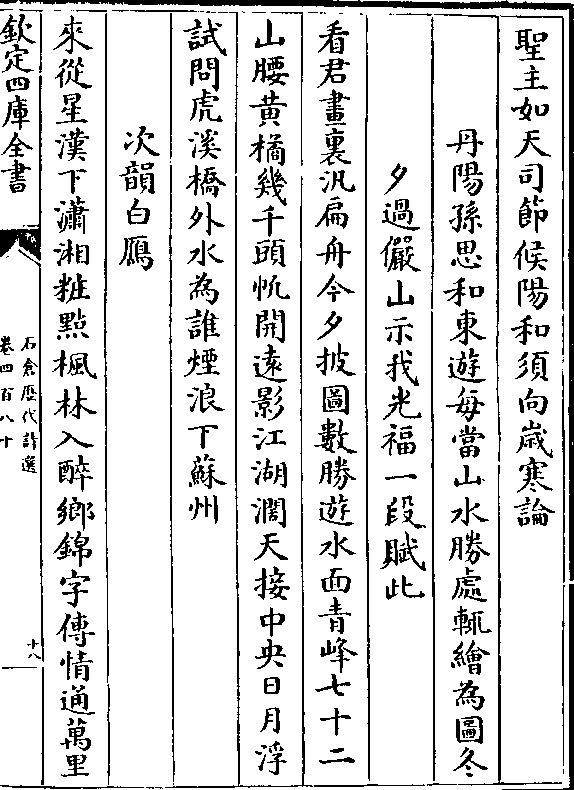 聖主如天司節候陽和須向嵗寒論
丹陽孫思和東遊每當山水勝處輒繪為圖冬
夕過儼山示我光福一段賦此
看君畫裏汎扁舟今夕披圖數勝遊水面青峰七十二
山腰黄橘幾千頭帆開遠影江湖濶天接中央日月浮
試問虎溪橋外水為誰煙浪下蘇州
次韻白鴈
來從星漢下瀟湘粧㸃楓林入醉鄉錦字傳情通萬里
欽定四庫全書
石倉歴代詩選
卷四百八十
十八